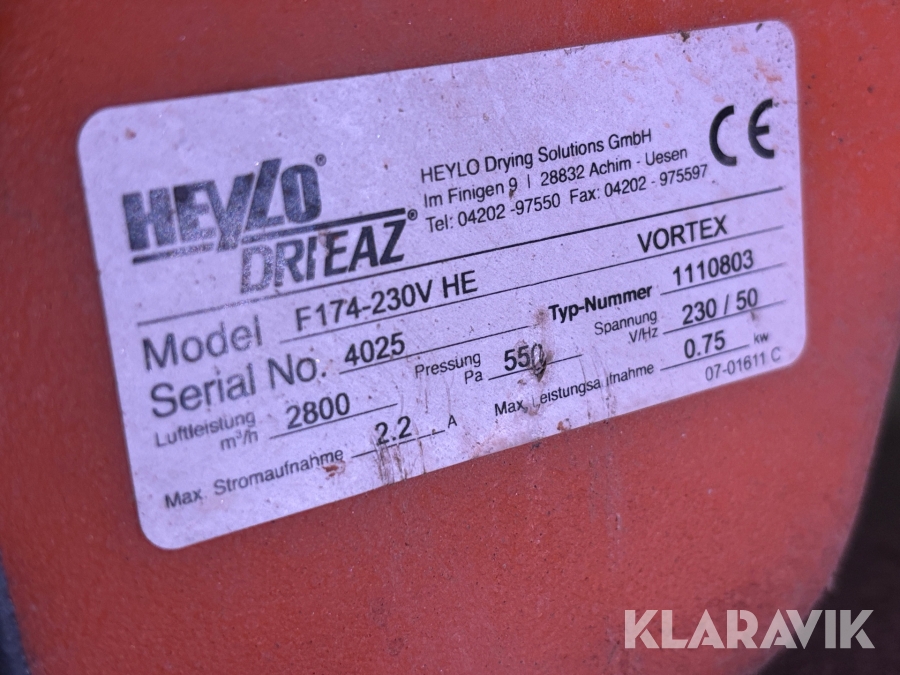 HEYLO®
DRIEAZ®
HEYLO Drying Solutions GmbH
Im Finigen 9 | 28832 Achim - Uesen
Tel: 04202 -97550 Fax: 04202 - 975597
CE
Model F174-230V HE VORTEX
Serial No. 4025 Typ-Nummer 1110803
Luftleistung m³/h 2800 Pressung Pa 550 Spannung V/Hz 230 / 50
Max. Stromaufnahme 2.2 A Max. Leistungsaufnahme 0.75 kw
07-01611 C
KLARAVIK